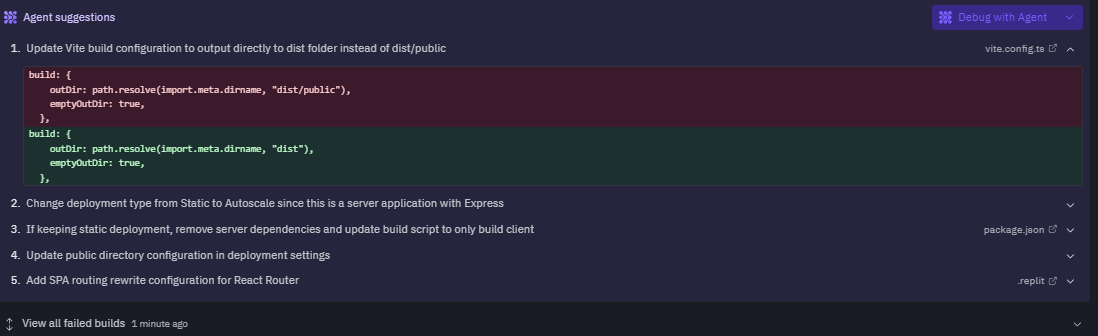 Agent suggestions
Debug with Agent
1. Update Vite build configuration to output directly to dist folder instead of dist/public
vite.config.ts
build: {
outDir: path.resolve(import.meta.dirname, "dist/public"),
emptyOutDir: true,
},
build: {
outDir: path.resolve(import.meta.dirname, "dist"),
emptyOutDir: true,
},
2. Change deployment type from Static to Autoscale since this is a server application with Express
3. If keeping static deployment, remove server dependencies and update build script to only build client
package.json
4. Update public directory configuration in deployment settings
5. Add SPA routing rewrite configuration for React Router
.replit
View all failed builds 1 minute ago